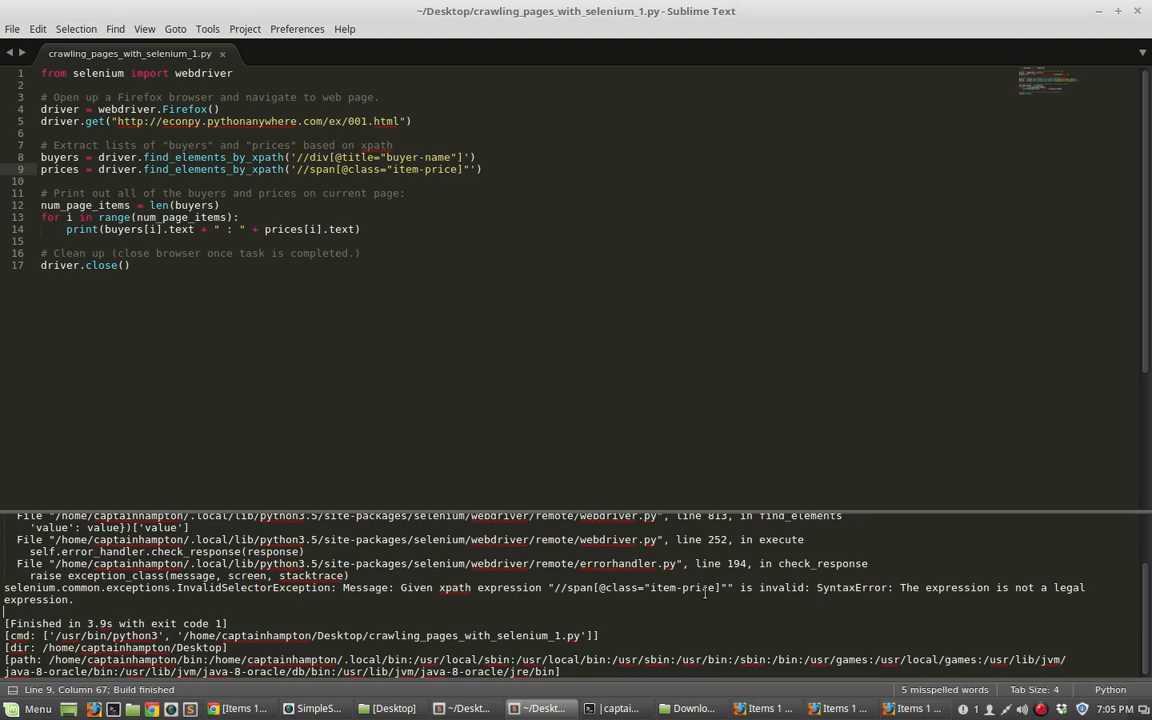 ~/Desktop/crawling_pages_with_selenium_1.py - Sublime Text
File Edit Selection Find View Goto Tools Project Preferences Help
crawling_pages_with_selenium_1.py
1 from selenium import webdriver
2
3 # Open up a Firefox browser and navigate to web page.
4 driver = webdriver.Firefox()
5 driver.get("http://econpy.pythonanywhere.com/ex/001.html")
6
7 # Extract lists of "buyers" and "prices" based on xpath
8 buyers = driver.find_elements_by_xpath('//div[@title="buyer-name"]')
9 prices = driver.find_elements_by_xpath('//span[@class="item-price]"')
10
11 # Print out all of the buyers and prices on current page:
12 num_page_items = len(buyers)
13 for i in range(num_page_items):
14     print(buyers[i].text + " : " + prices[i].text)
15
16 # Clean up (close browser once task is completed.)
17 driver.close()
File "/home/captainhampton/.local/lib/python3.5/site-packages/selenium/webdriver/remote/webdriver.py", line 813, in find_elements
'value': value})['value']
File "/home/captainhampton/.local/lib/python3.5/site-packages/selenium/webdriver/remote/webdriver.py", line 252, in execute
self.error_handler.check_response(response)
File "/home/captainhampton/.local/lib/python3.5/site-packages/selenium/webdriver/remote/errorhandler.py", line 194, in check_response
raise exception_class(message, screen, stacktrace)
selenium.common.exceptions.InvalidSelectorException: Message: Given xpath expression "//span[@class="item-price]"" is invalid: SyntaxError: The expression is not a legal
expression.
[Finished in 3.9s with exit code 1]
[cmd: ['/usr/bin/python3', '/home/captainhampton/Desktop/crawling_pages_with_selenium_1.py']]
[dir: /home/captainhampton/Desktop]
[path: /home/captainhampton/bin:/home/captainhampton/.local/bin:/usr/local/sbin:/usr/local/bin:/usr/sbin:/usr/bin:/sbin:/bin:/usr/games:/usr/local/games:/usr/lib/jvm/
java-8-oracle/bin:/usr/lib/jvm/java-8-oracle/db/bin:/usr/lib/jvm/java-8-oracle/jre/bin]
Line 9, Column 67; Build finished 5 misspelled words Tab Size: 4 Python
Menu [Items 1... SimpleS... [Desktop] ~/Deskt... ~/Deskt... [captai... Downlo... Items 1 ... Items 1 ... Items 1 ... 1 7:05 PM